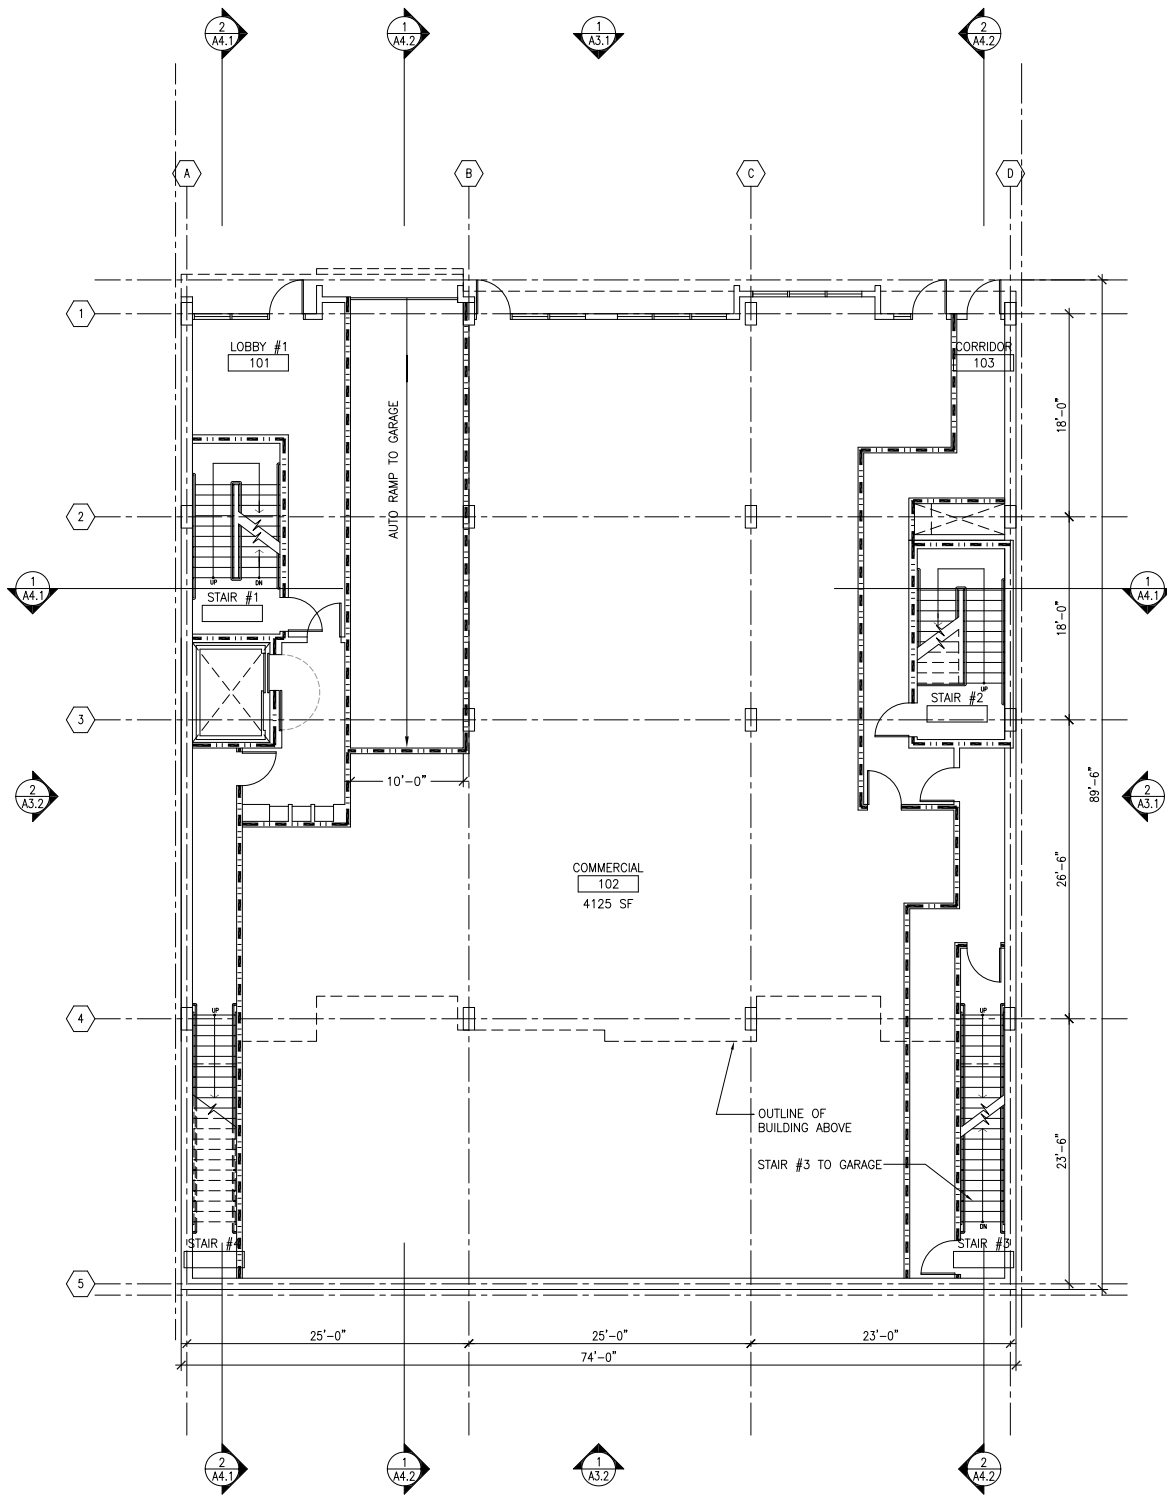 2
A4.1
1
A4.2
1
A3.1
2
A4.2
A
B
C
D
1
LOBBY #1
101
CORRIDOR
103
18'-0"
AUTO RAMP TO GARAGE
2
UP
DN
1
A4.1
STAIR #1
1
A4.1
18'-0"
UP
STAIR #2
3
10'-0"
2
A3.2
2
A3.1
89'-6"
COMMERCIAL
102
4125 SF
26'-6"
UP
UP
4
OUTLINE OF
BUILDING ABOVE
STAIR #3 TO GARAGE
23'-6"
DN
STAIR #4
STAIR #3
5
25'-0"
25'-0"
23'-0"
74'-0"
2
A4.1
1
A4.2
1
A3.2
2
A4.2